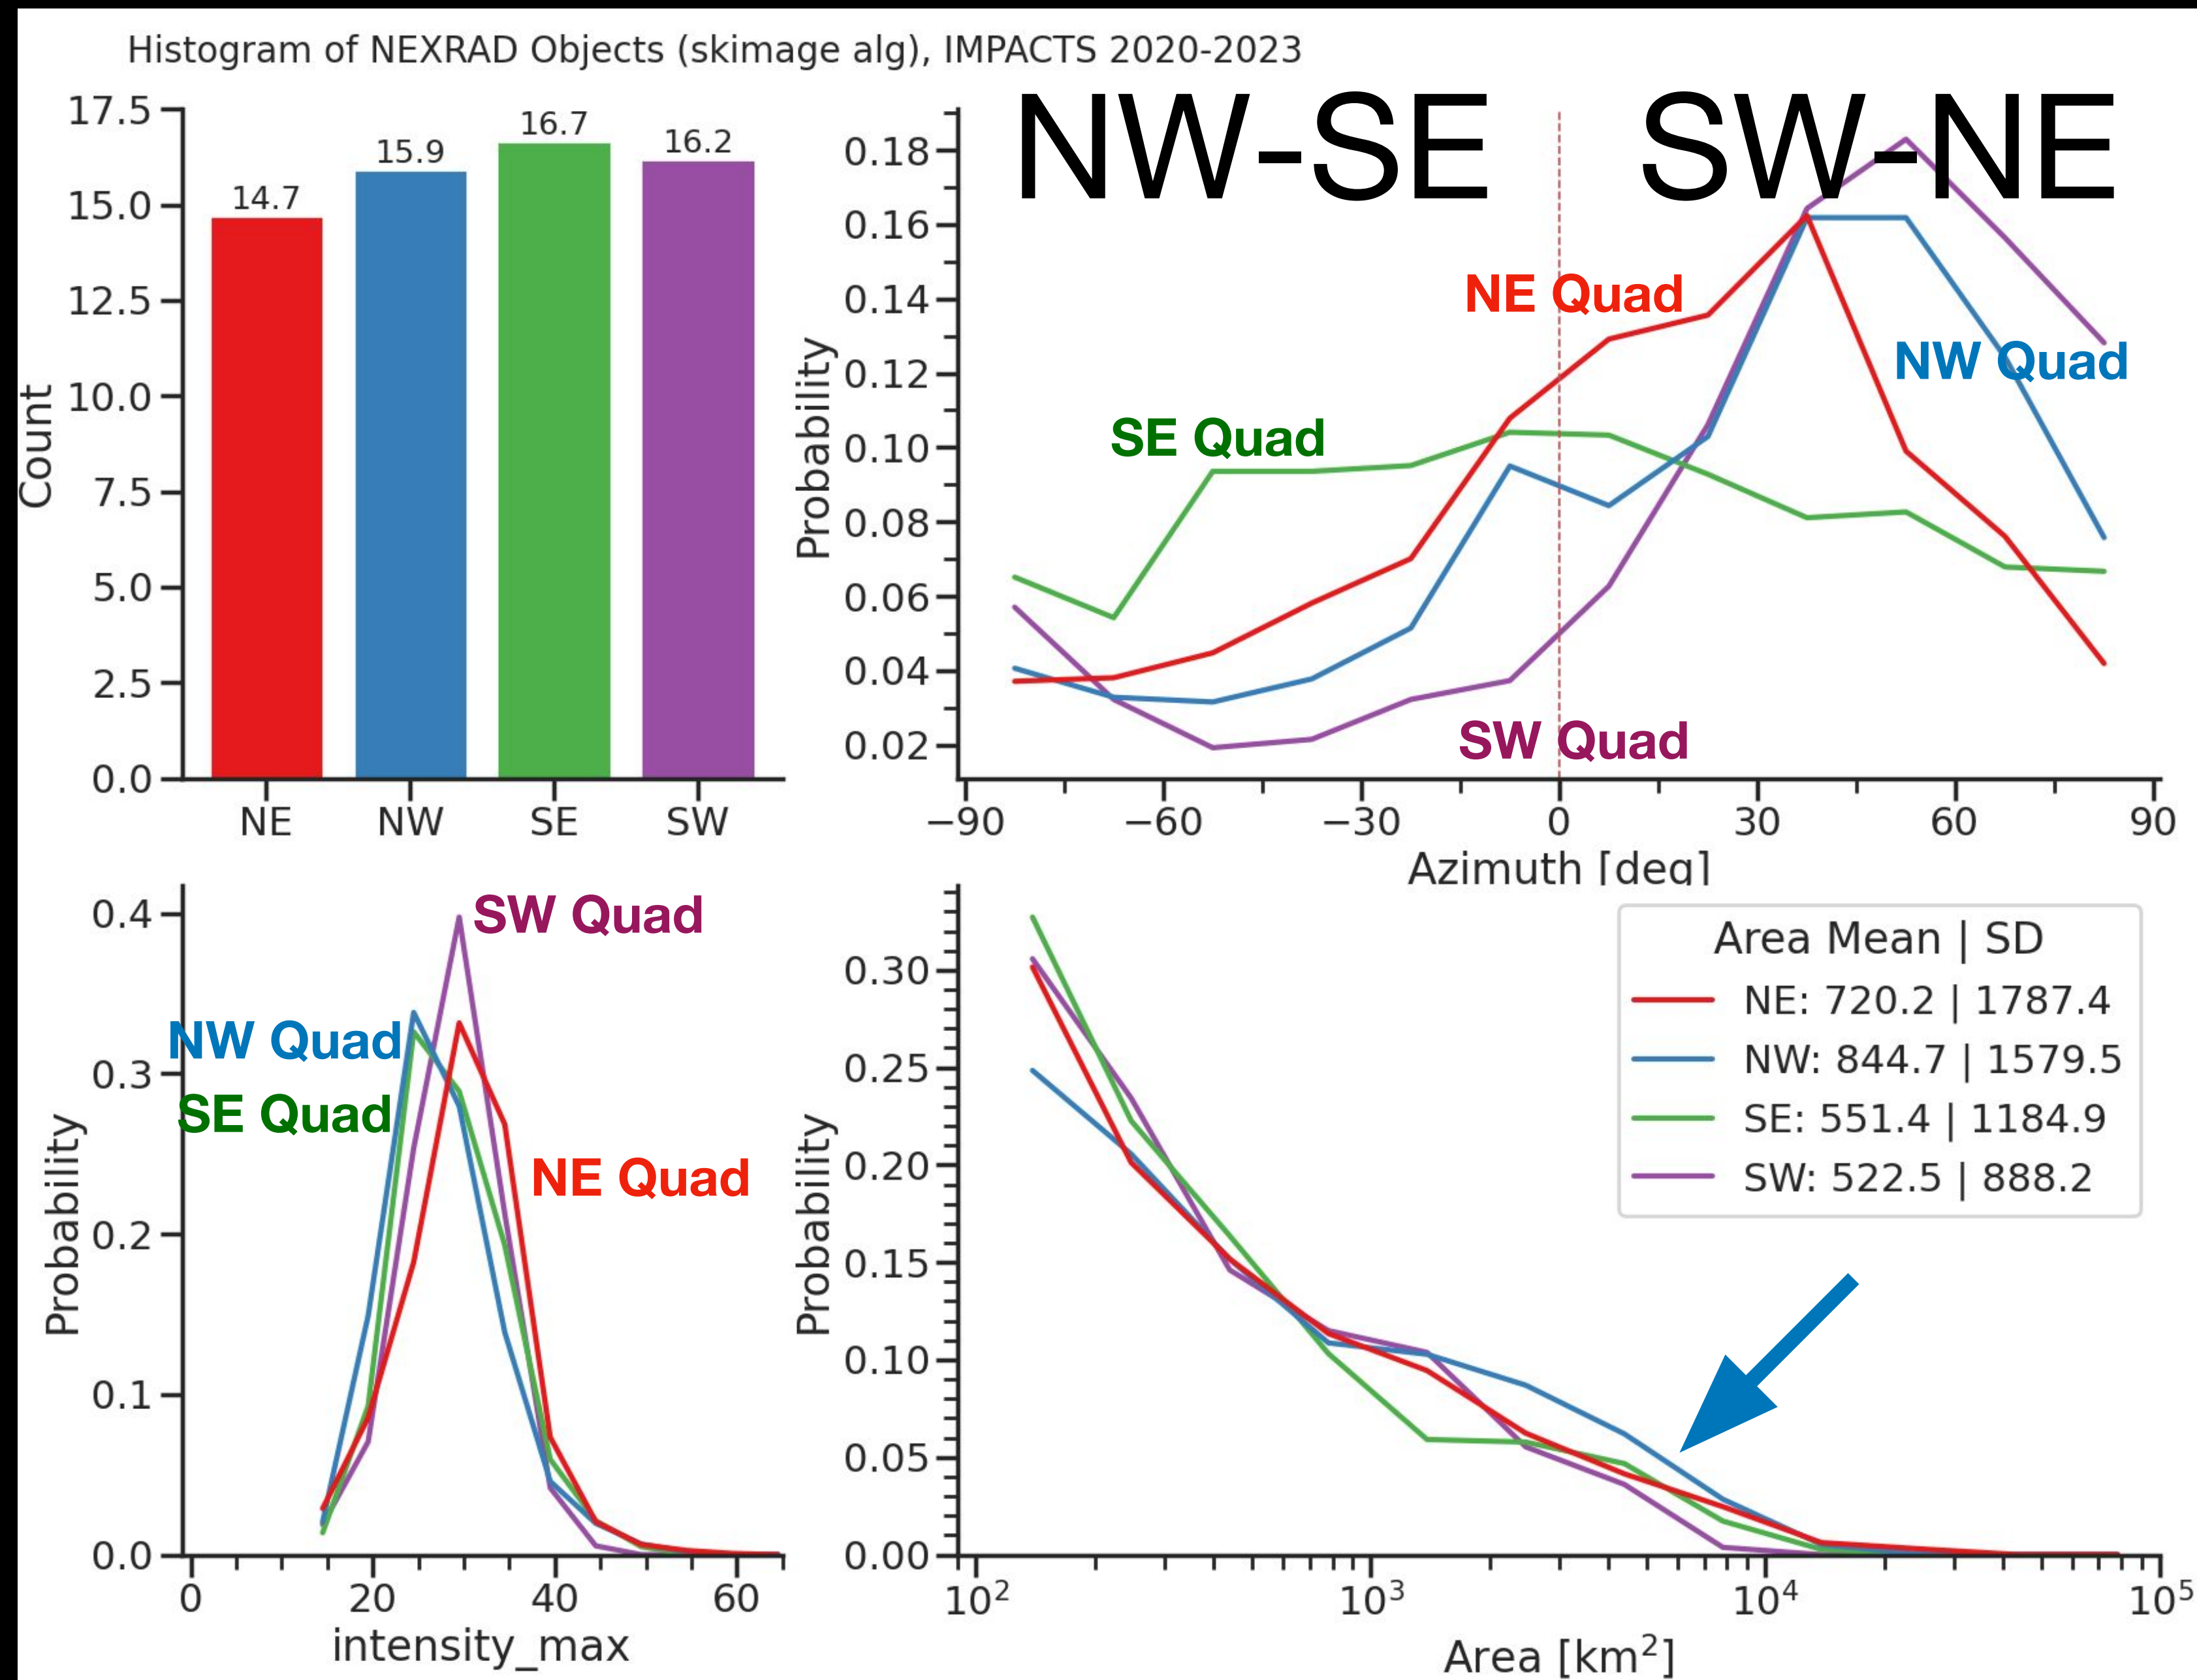 Histogram of NEXRAD Objects (skimage alg), IMPACTS 2020-2023
17.5
15.0
12.5
10.0
7.5
5.0
2.5
0.0
Count
14.7
15.9
16.7
16.2
NE
NW
SE
SW
NW-SE
SW-NE
0.18
0.16
0.14
0.12
0.10
0.08
0.06
0.04
0.02
Probability
NE Quad
NW Quad
SE Quad
SW Quad
−90
−60
−30
0
30
60
90
Azimuth [deg]
0.4
0.3
0.2
0.1
0.0
Probability
SW Quad
NW Quad
SE Quad
NE Quad
0
20
40
60
intensity_max
0.30
0.25
0.20
0.15
0.10
0.05
0.00
Probability
Area Mean | SD
NE: 720.2 | 1787.4
NW: 844.7 | 1579.5
SE: 551.4 | 1184.9
SW: 522.5 | 888.2
10²
10³
10⁴
10⁵
Area [km²]